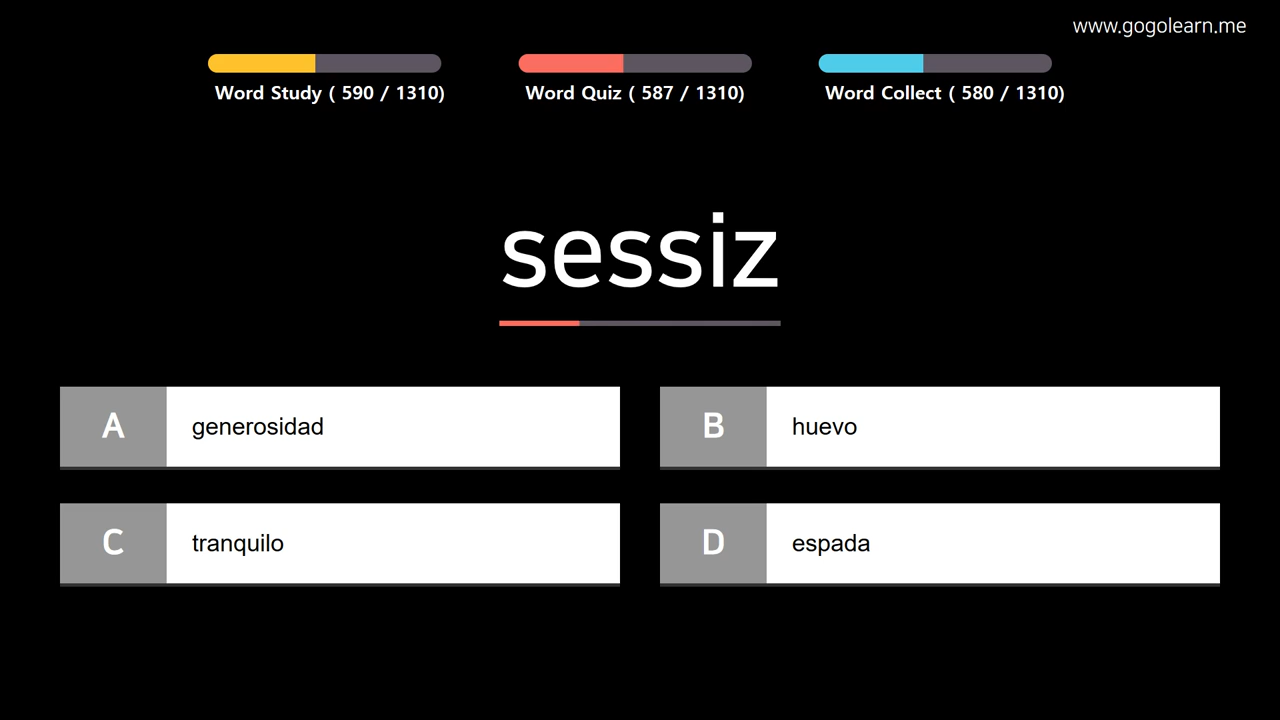 www.gogolearn.me
Word Study ( 590 / 1310)
Word Quiz ( 587 / 1310)
Word Collect ( 580 / 1310)
sessiz
A generosidad
B huevo
C tranquilo
D espada